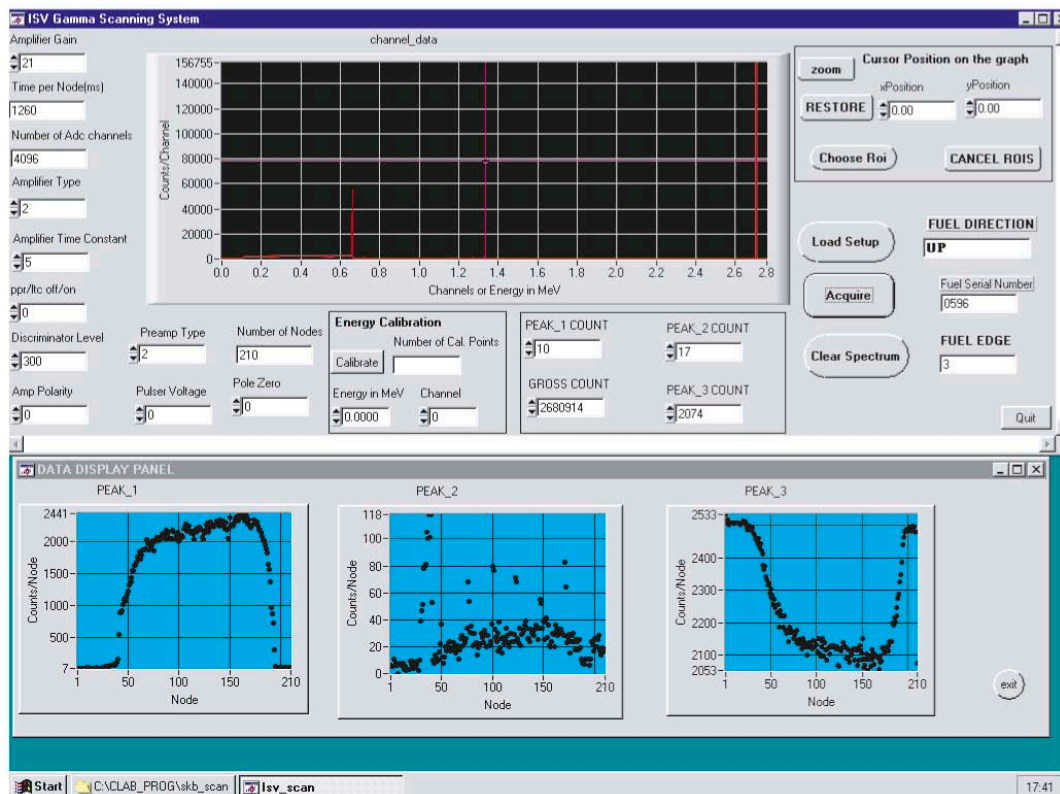 ISV Gamma Scanning System
Amplifier Gain
21
Time per Node(ms)
1260
Number of Adc channels
4096
Amplifier Type
2
Amplifier Time Constant
5
ppr/ltc off/on
0
Discriminator Level
300
Amp Polarity
0
Preamp Type
2
Pulser Voltage
0
Number of Nodes
210
Pole Zero
0
channel_data
Counts/Channel
156755
140000
120000
100000
80000
60000
40000
20000
0
0.0 0.2 0.4 0.6 0.8 1.0 1.2 1.4 1.6 1.8 2.0 2.2 2.4 2.6 2.8
Channels or Energy in MeV
Energy Calibration
Number of Cal. Points
Calibrate
Energy in MeV Channel
0.0000 0
PEAK_1 COUNT PEAK_2 COUNT
10 17
GROSS COUNT PEAK_3 COUNT
2680914 2074
Cursor Position on the graph
zoom
xPosition yPosition
RESTORE 0.00 0.00
Choose Roi CANCEL ROIS
Load Setup
FUEL DIRECTION
UP
Acquire
Fuel Serial Number
0596
Clear Spectrum
FUEL EDGE
3
Quit
DATA DISPLAY PANEL
PEAK_1
Counts/Node
2441
2000
1500
1000
500
7
1 50 100 150 210
Node
PEAK_2
Counts/Node
118
100
80
60
40
20
0
1 50 100 150 210
Node
PEAK_3
Counts/Node
2533
2400
2300
2200
2100
2053
1 50 100 150 210
Node
exit
Start C:\CLAB_PROG\skb_scan Isv_scan 17:41